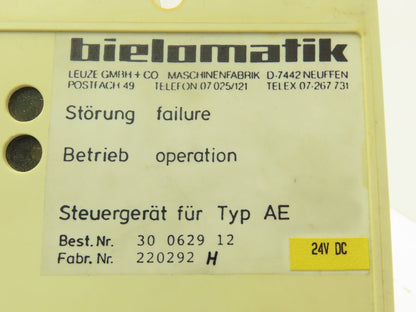 bielomatik
LEUZE GMBH + CO MASCHINENFABRIK D-7442 NEUFFEN
POSTFACH 49 TELEFON 07 025/121 TELEX 07-267 731
Störung failure
Betrieb operation
Steuergerät für Typ AE
Best.Nr. 30 0629 12
Fabr.Nr. 220292 H
24V DC